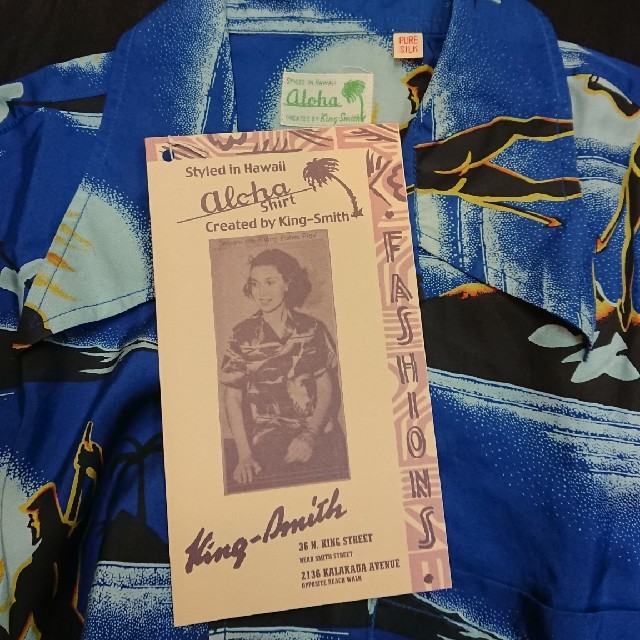 PURE
SILK
STYLED IN HAWAII
Aloha
CREATED BY King-Smith
Styled in Hawaii
Aloha
Shirt
Created by King-Smith
FASHIONS
King-Smith
36 N. KING STREET
NEAR SMITH STREET
2136 KALAKAUA AVENUE
OPPOSITE BEACH WALK